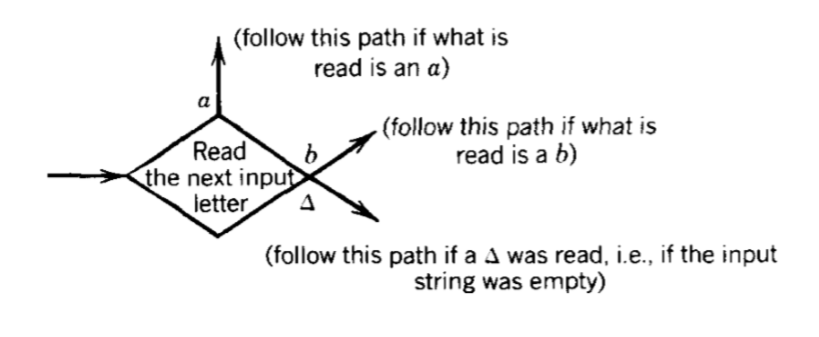 (follow this path if what is
read is an a)
a
(follow this path if what is
read is a b)
b
Read
the next input
letter
Δ
(follow this path if a Δ was read, i.e., if the input
string was empty)